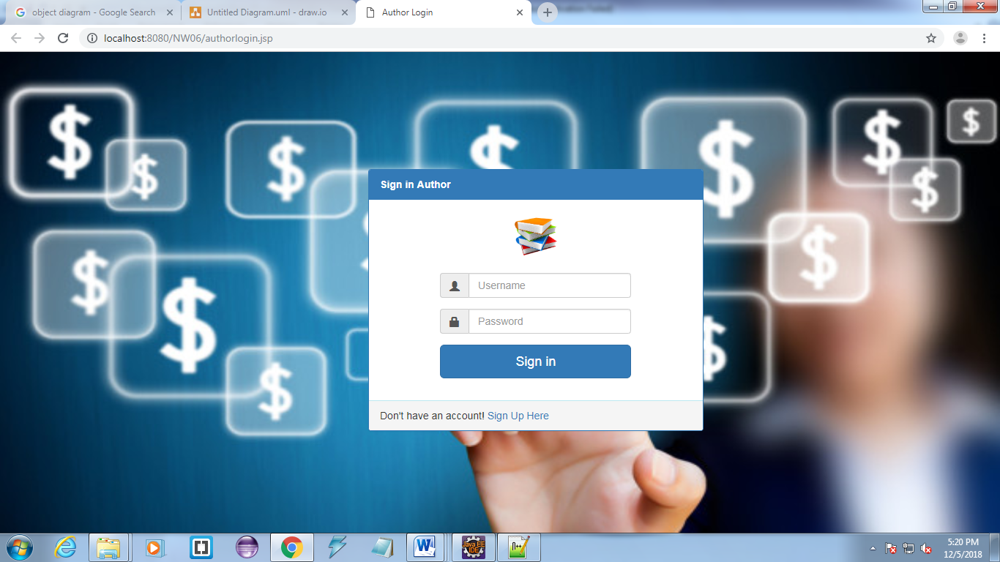 object diagram - Google Search
Untitled Diagram.uml - draw.io
Author Login
localhost:8080/NW06/authorlogin.jsp
Sign in Author
Username
Password
Sign in
Don't have an account! Sign Up Here
Java EE
IDE
5:20 PM
12/5/2018